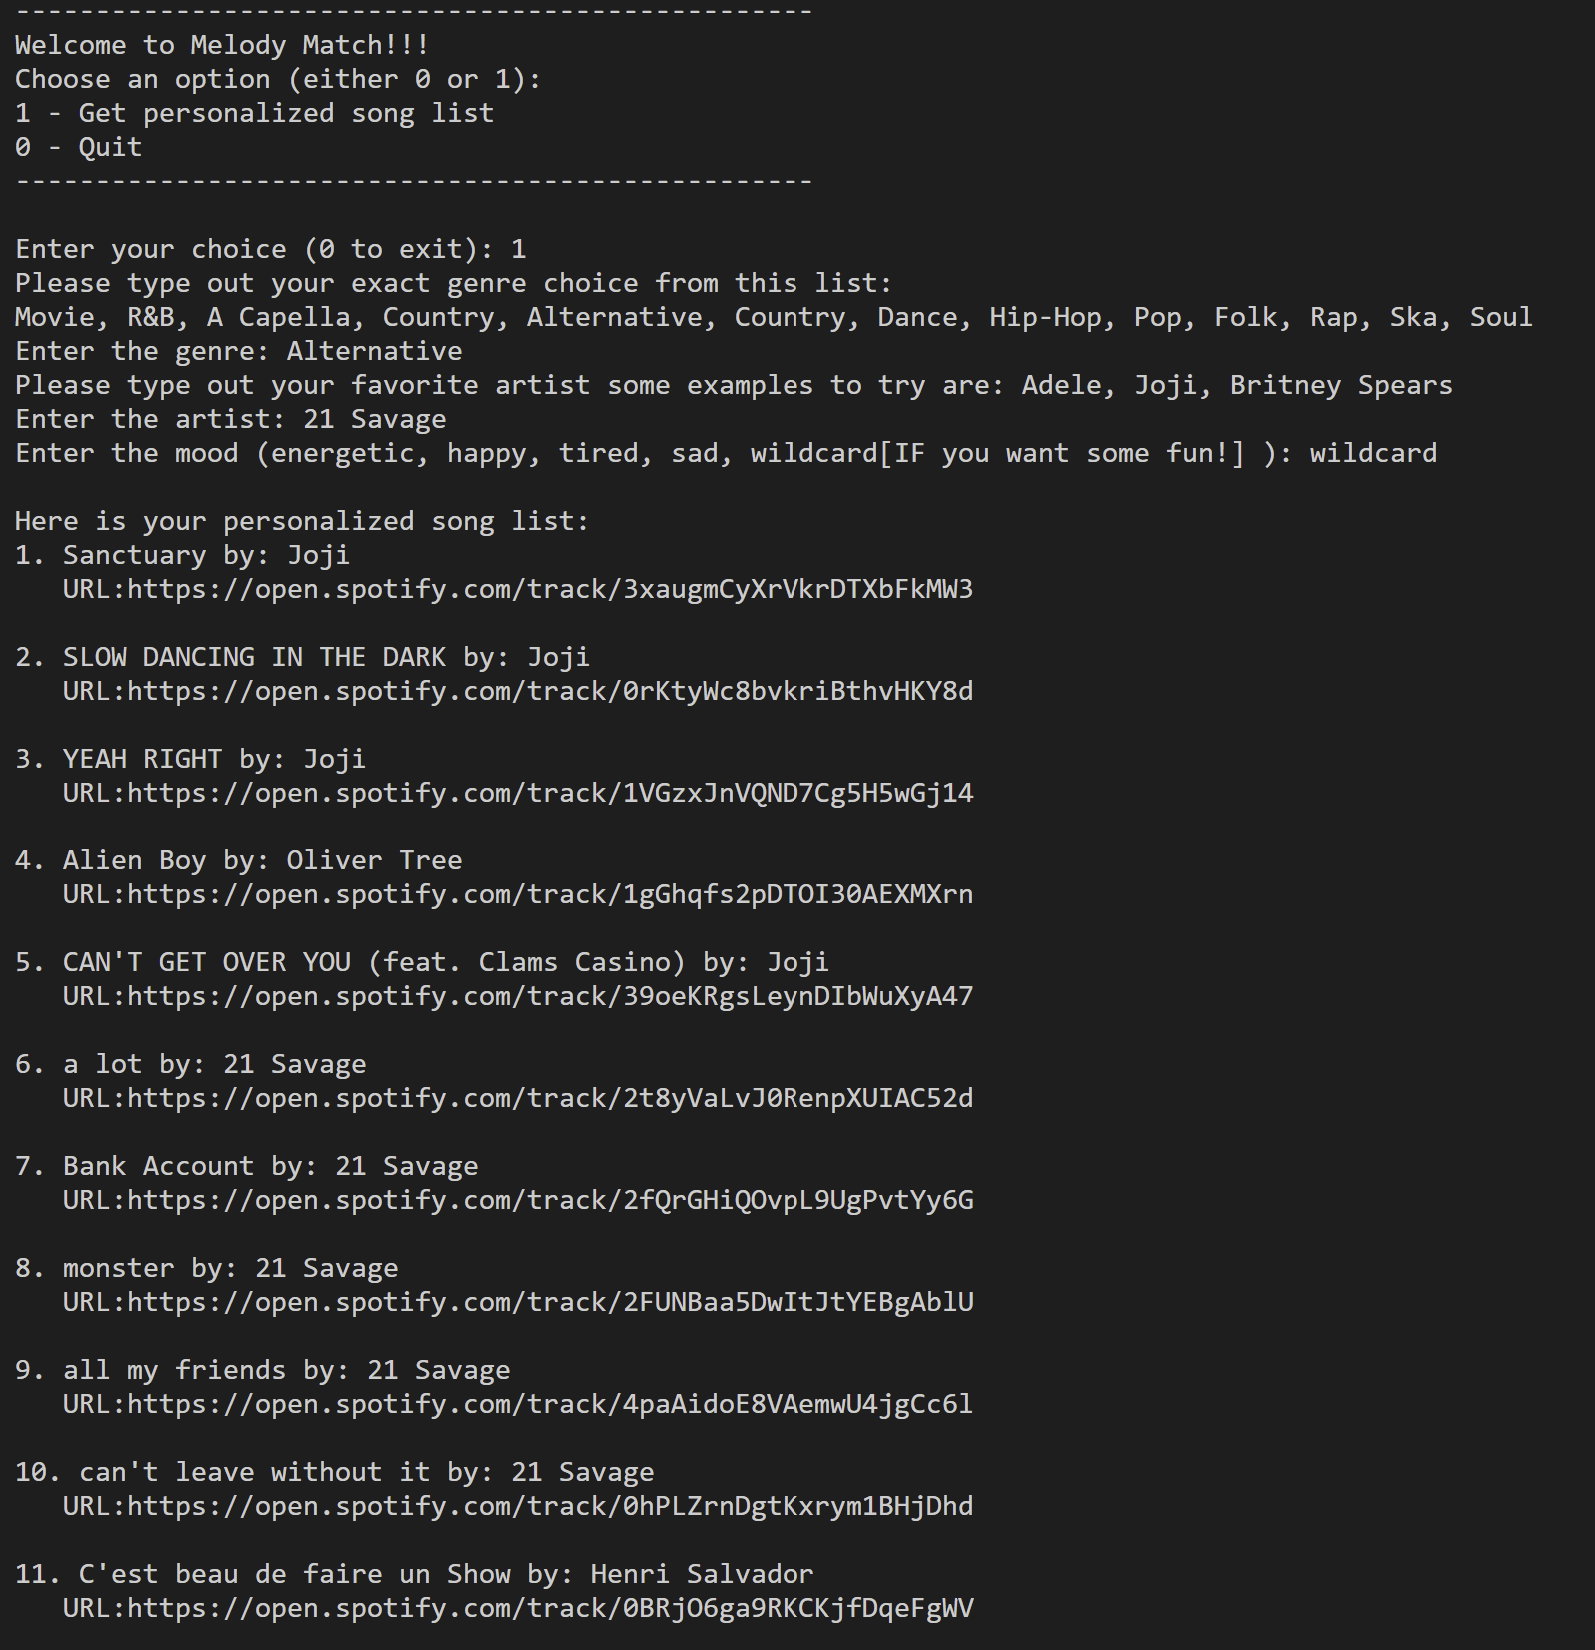 --------------------------------------------------
Welcome to Melody Match!!!
Choose an option (either 0 or 1):
1 - Get personalized song list
0 - Quit
--------------------------------------------------
Enter your choice (0 to exit): 1
Please type out your exact genre choice from this list:
Movie, R&B, A Capella, Country, Alternative, Country, Dance, Hip-Hop, Pop, Folk, Rap, Ska, Soul
Enter the genre: Alternative
Please type out your favorite artist some examples to try are: Adele, Joji, Britney Spears
Enter the artist: 21 Savage
Enter the mood (energetic, happy, tired, sad, wildcard[IF you want some fun!] ): wildcard
Here is your personalized song list:
1. Sanctuary by: Joji
URL:https://open.spotify.com/track/3xaugmCyXrVkrDTXbFkMW3
2. SLOW DANCING IN THE DARK by: Joji
URL:https://open.spotify.com/track/0rKtyWc8bvkriBthvHKY8d
3. YEAH RIGHT by: Joji
URL:https://open.spotify.com/track/1VGzxJnVQND7Cg5H5wGj14
4. Alien Boy by: Oliver Tree
URL:https://open.spotify.com/track/1gGhqfs2pDTOI30AEXMXrn
5. CAN'T GET OVER YOU (feat. Clams Casino) by: Joji
URL:https://open.spotify.com/track/39oeKRgsLeynDIbWuXyA47
6. a lot by: 21 Savage
URL:https://open.spotify.com/track/2t8yVaLvJ0RenpXUIAC52d
7. Bank Account by: 21 Savage
URL:https://open.spotify.com/track/2fQrGHiQOvpL9UgPvtYy6G
8. monster by: 21 Savage
URL:https://open.spotify.com/track/2FUNBaa5DwItJtYEBgAblU
9. all my friends by: 21 Savage
URL:https://open.spotify.com/track/4paAidoE8VAemwU4jgCc6l
10. can't leave without it by: 21 Savage
URL:https://open.spotify.com/track/0hPLZrnDgtKxrym1BHjDhd
11. C'est beau de faire un Show by: Henri Salvador
URL:https://open.spotify.com/track/0BRjO6ga9RKCKjfDqeFgWV